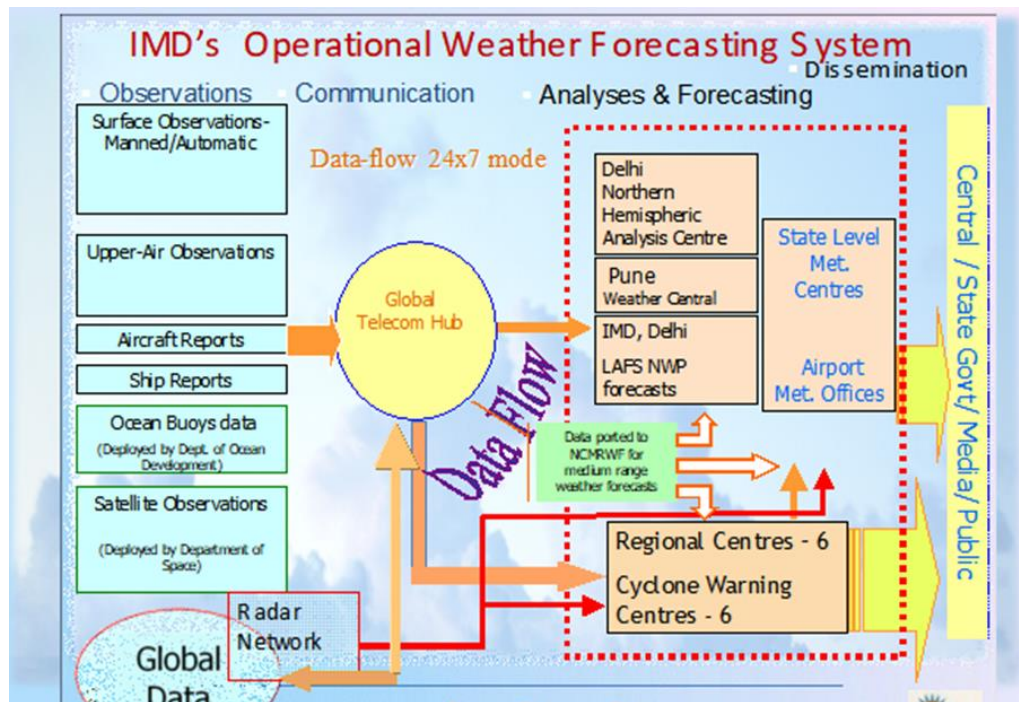 IMD's Operational Weather Forecasting System
Dissemination
Observations
Communication
Analyses & Forecasting
Surface Observations-
Manned/Automatic
Upper-Air Observations
Aircraft Reports
Ship Reports
Ocean Buoys data
(Deployed by Dept. of Ocean
Development)
Satellite Observations
(Deployed by Department of
Space)
Radar
Network
Global
Data
Data-flow 24x7 mode
Global
Telecom Hub
Data Flow
Delhi
Northern
Hemispheric
Analysis Centre
Pune
Weather Central
IMD, Delhi
LAFS NWP
forecasts
State Level
Met.
Centres
Airport
Met. Offices
Data ported to
NCMRWF for
medium range
weather forecasts
Regional Centres - 6
Cyclone Warning
Centres - 6
Central / State Govt/ Media/ Public